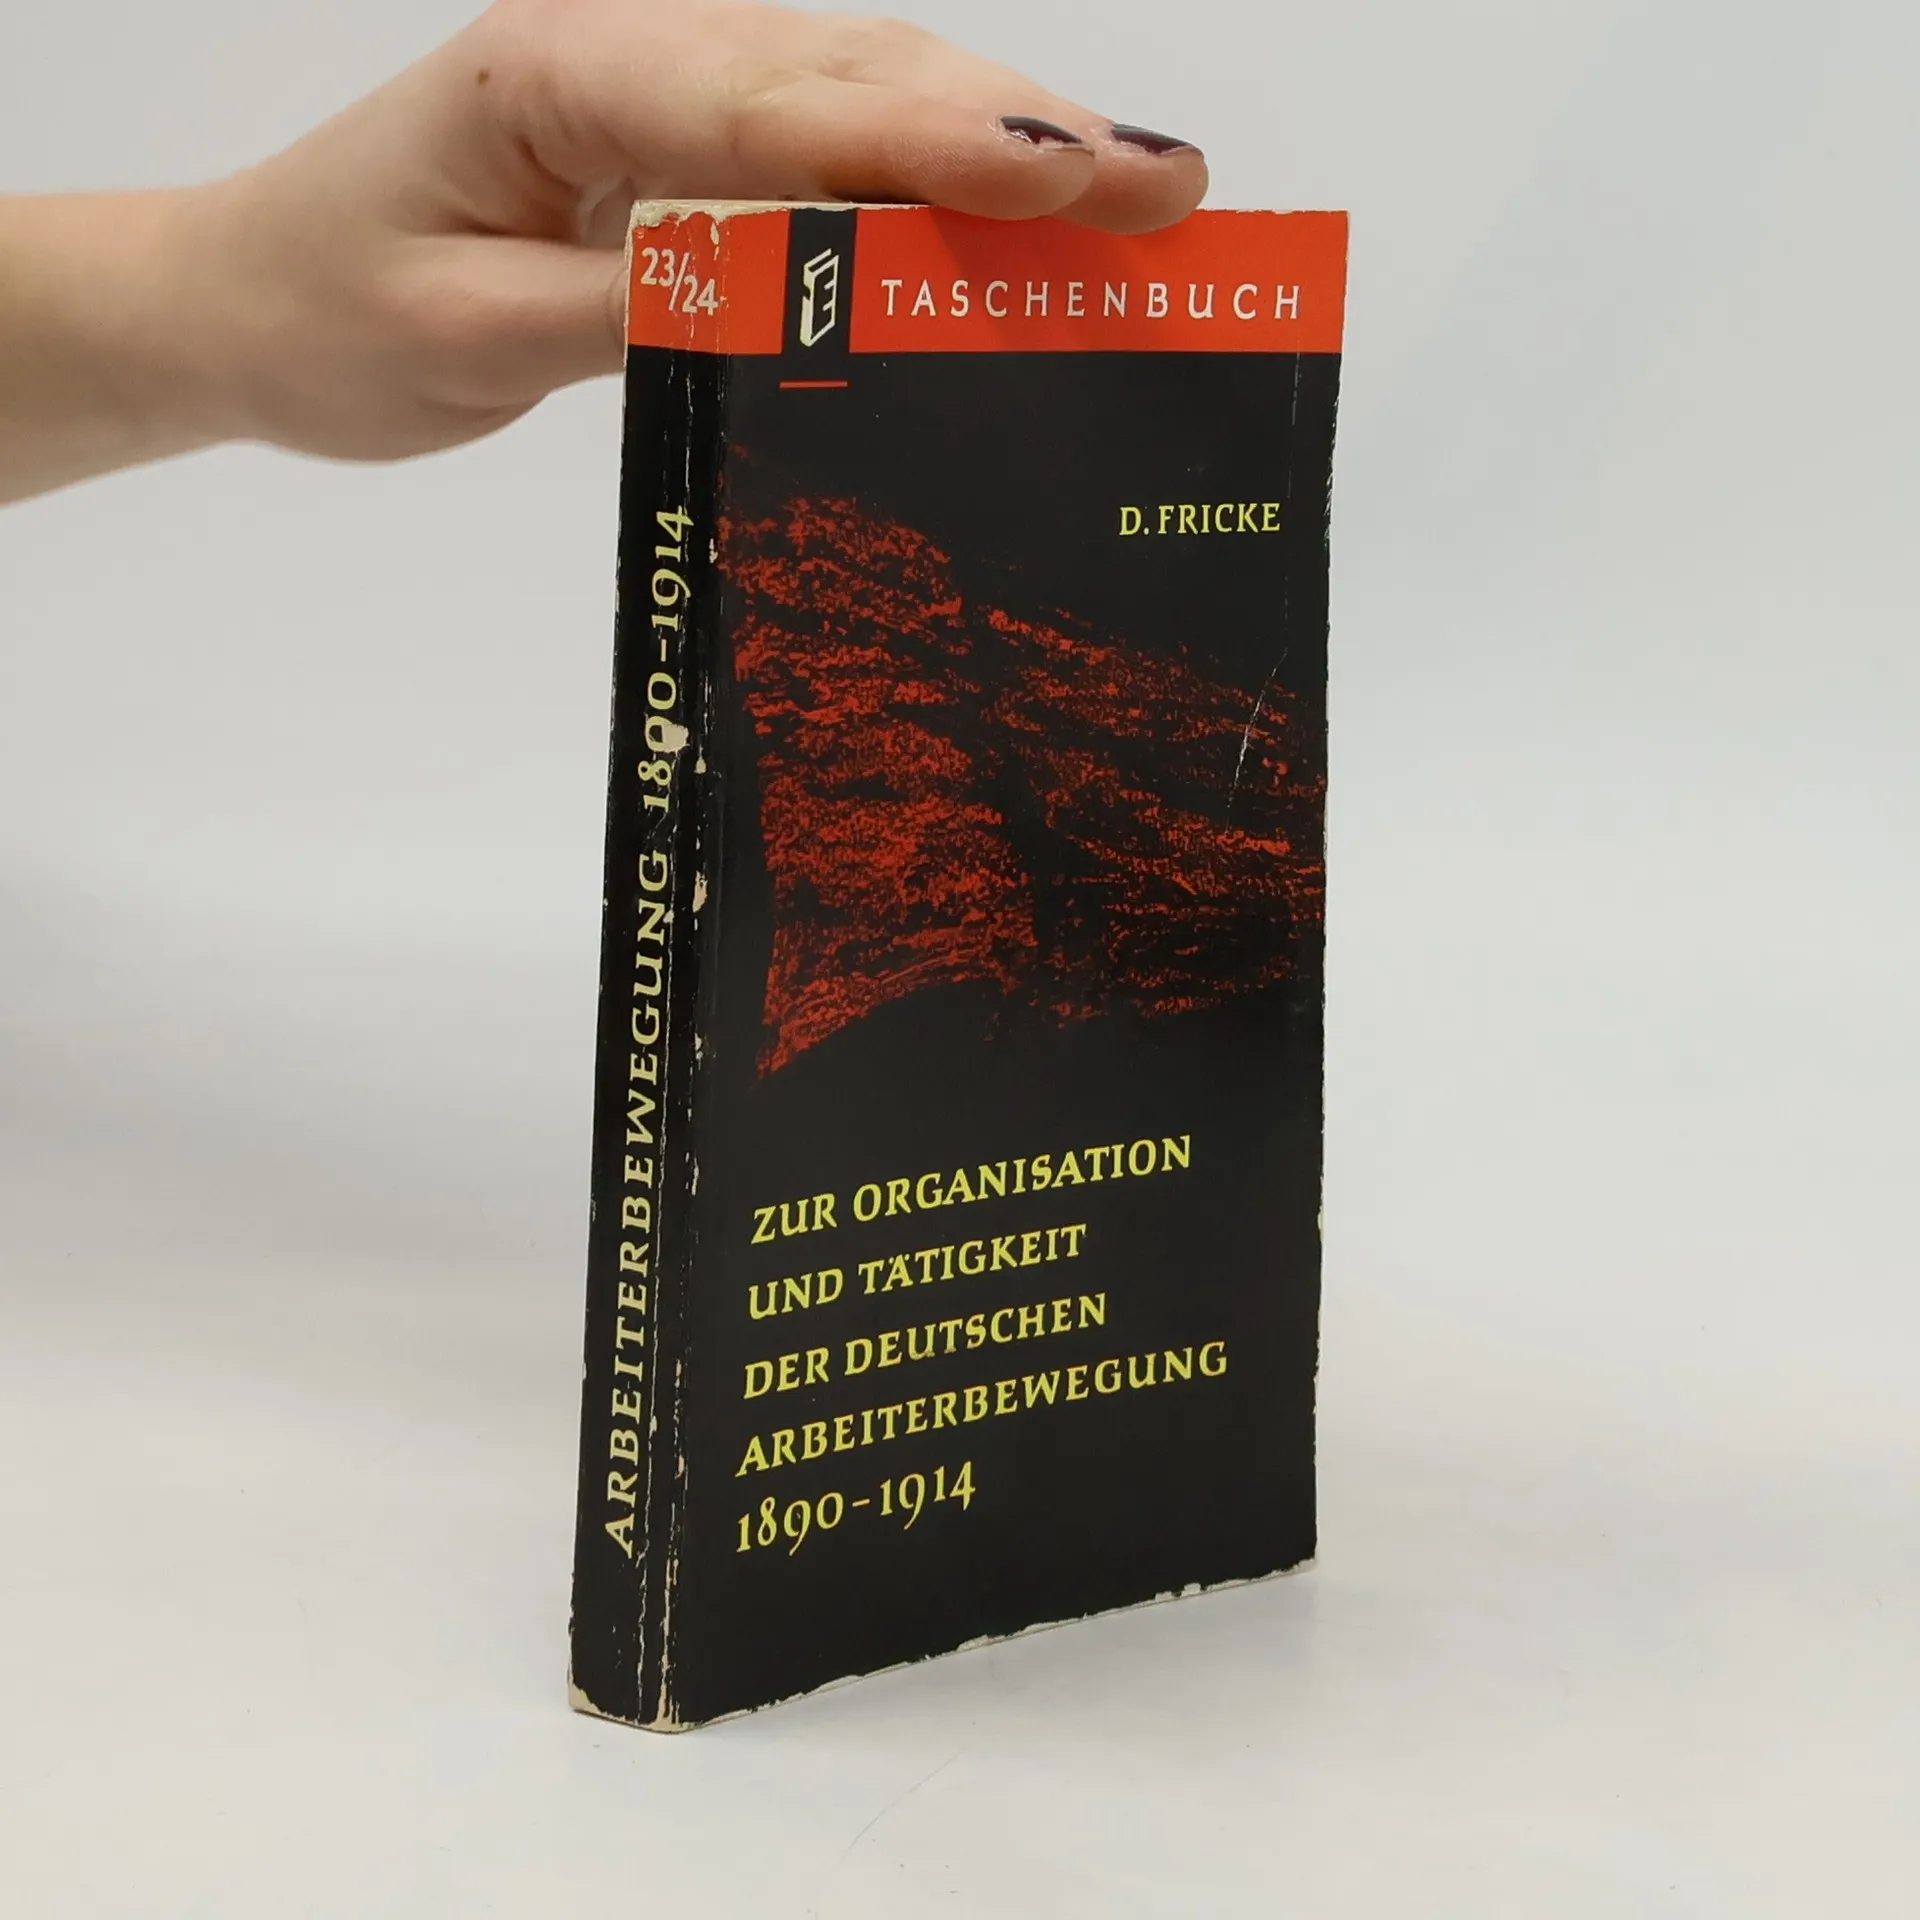 23/24
E TASCHENBUCH
D. FRICKE
ZUR ORGANISATION
UND TÄTIGKEIT
DER DEUTSCHEN
ARBEITERBEWEGUNG
1890-1914
ARBEITERBEWEGUNG 1890-1914